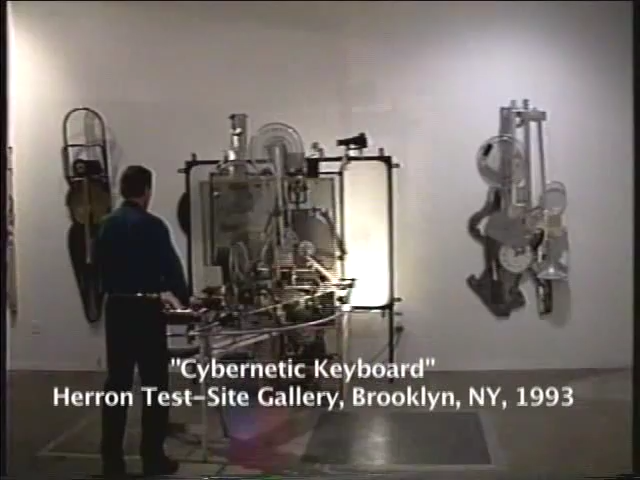 "Cybernetic Keyboard"
Herron Test-Site Gallery, Brooklyn, NY, 1993